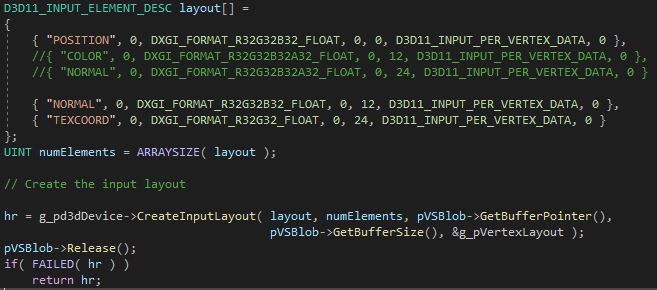 D3D11_INPUT_ELEMENT_DESC layout[] =
{
{ "POSITION", 0, DXGI_FORMAT_R32G32B32_FLOAT, 0, 0, D3D11_INPUT_PER_VERTEX_DATA, 0 },
//{ "COLOR", 0, DXGI_FORMAT_R32G32B32A32_FLOAT, 0, 12, D3D11_INPUT_PER_VERTEX_DATA, 0 },
//{ "NORMAL", 0, DXGI_FORMAT_R32G32B32A32_FLOAT, 0, 24, D3D11_INPUT_PER_VERTEX_DATA, 0 }
{ "NORMAL", 0, DXGI_FORMAT_R32G32B32_FLOAT, 0, 12, D3D11_INPUT_PER_VERTEX_DATA, 0 },
{ "TEXCOORD", 0, DXGI_FORMAT_R32G32_FLOAT, 0, 24, D3D11_INPUT_PER_VERTEX_DATA, 0 }
};
UINT numElements = ARRAYSIZE( layout );
// Create the input layout
hr = g_pd3dDevice->CreateInputLayout( layout, numElements, pVSBlob->GetBufferPointer(),
pVSBlob->GetBufferSize(), &g_pVertexLayout );
pVSBlob->Release();
if( FAILED( hr ) )
return hr;